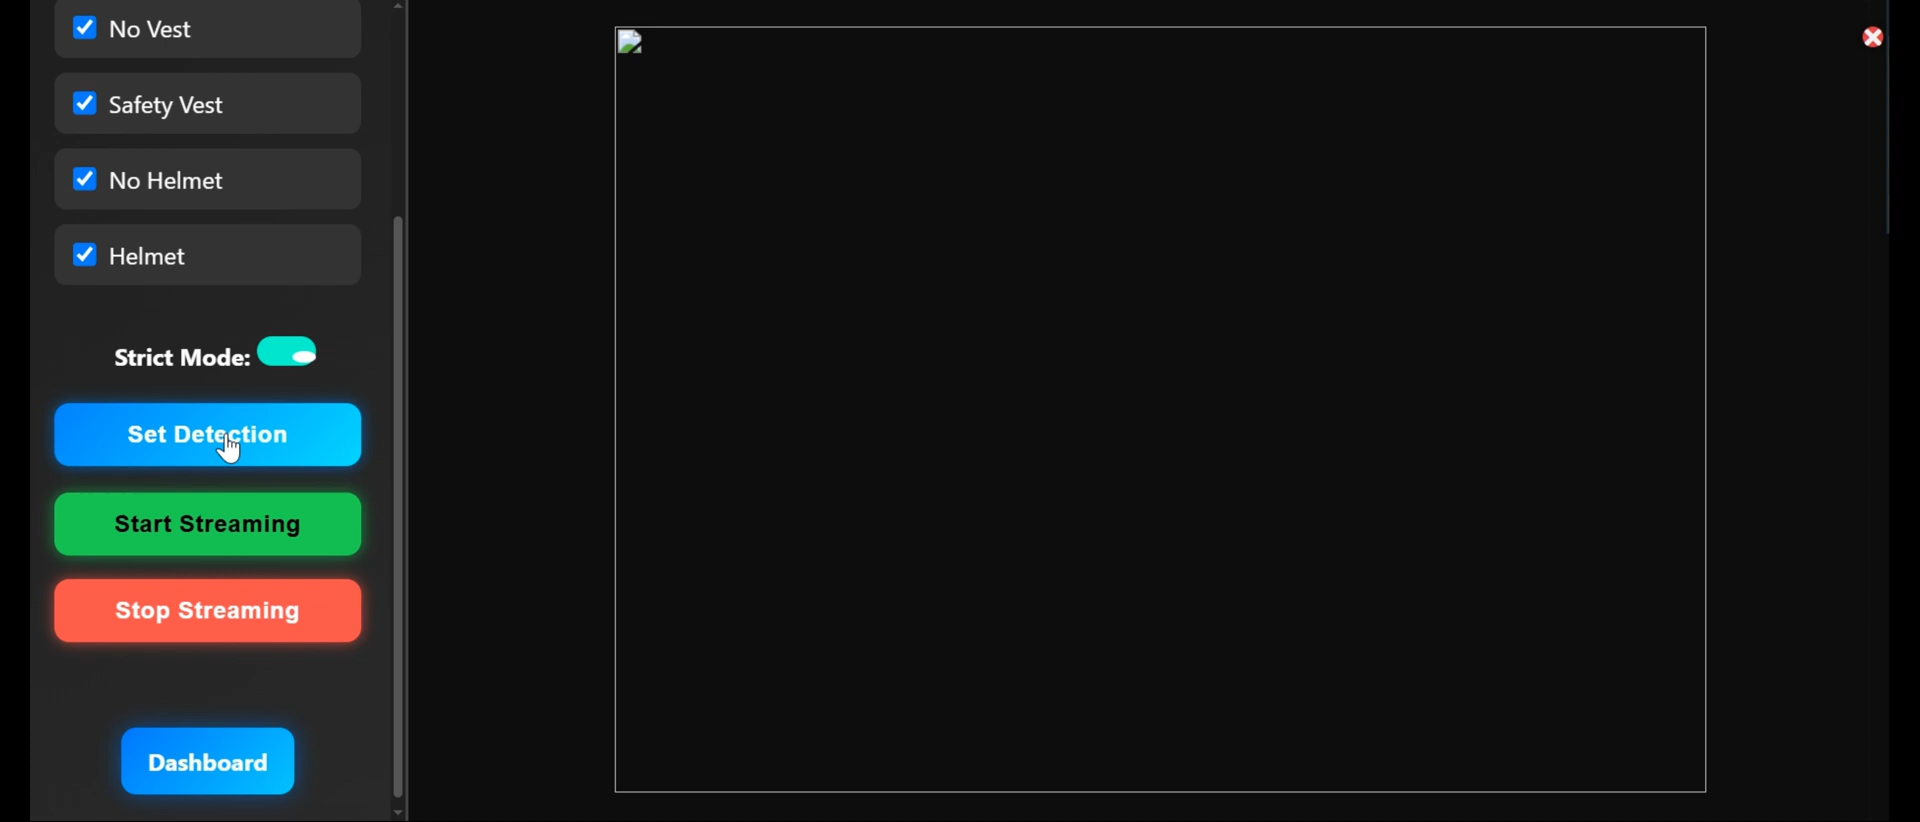 No Vest
Safety Vest
No Helmet
Helmet
Strict Mode:
Set Detection
Start Streaming
Stop Streaming
Dashboard